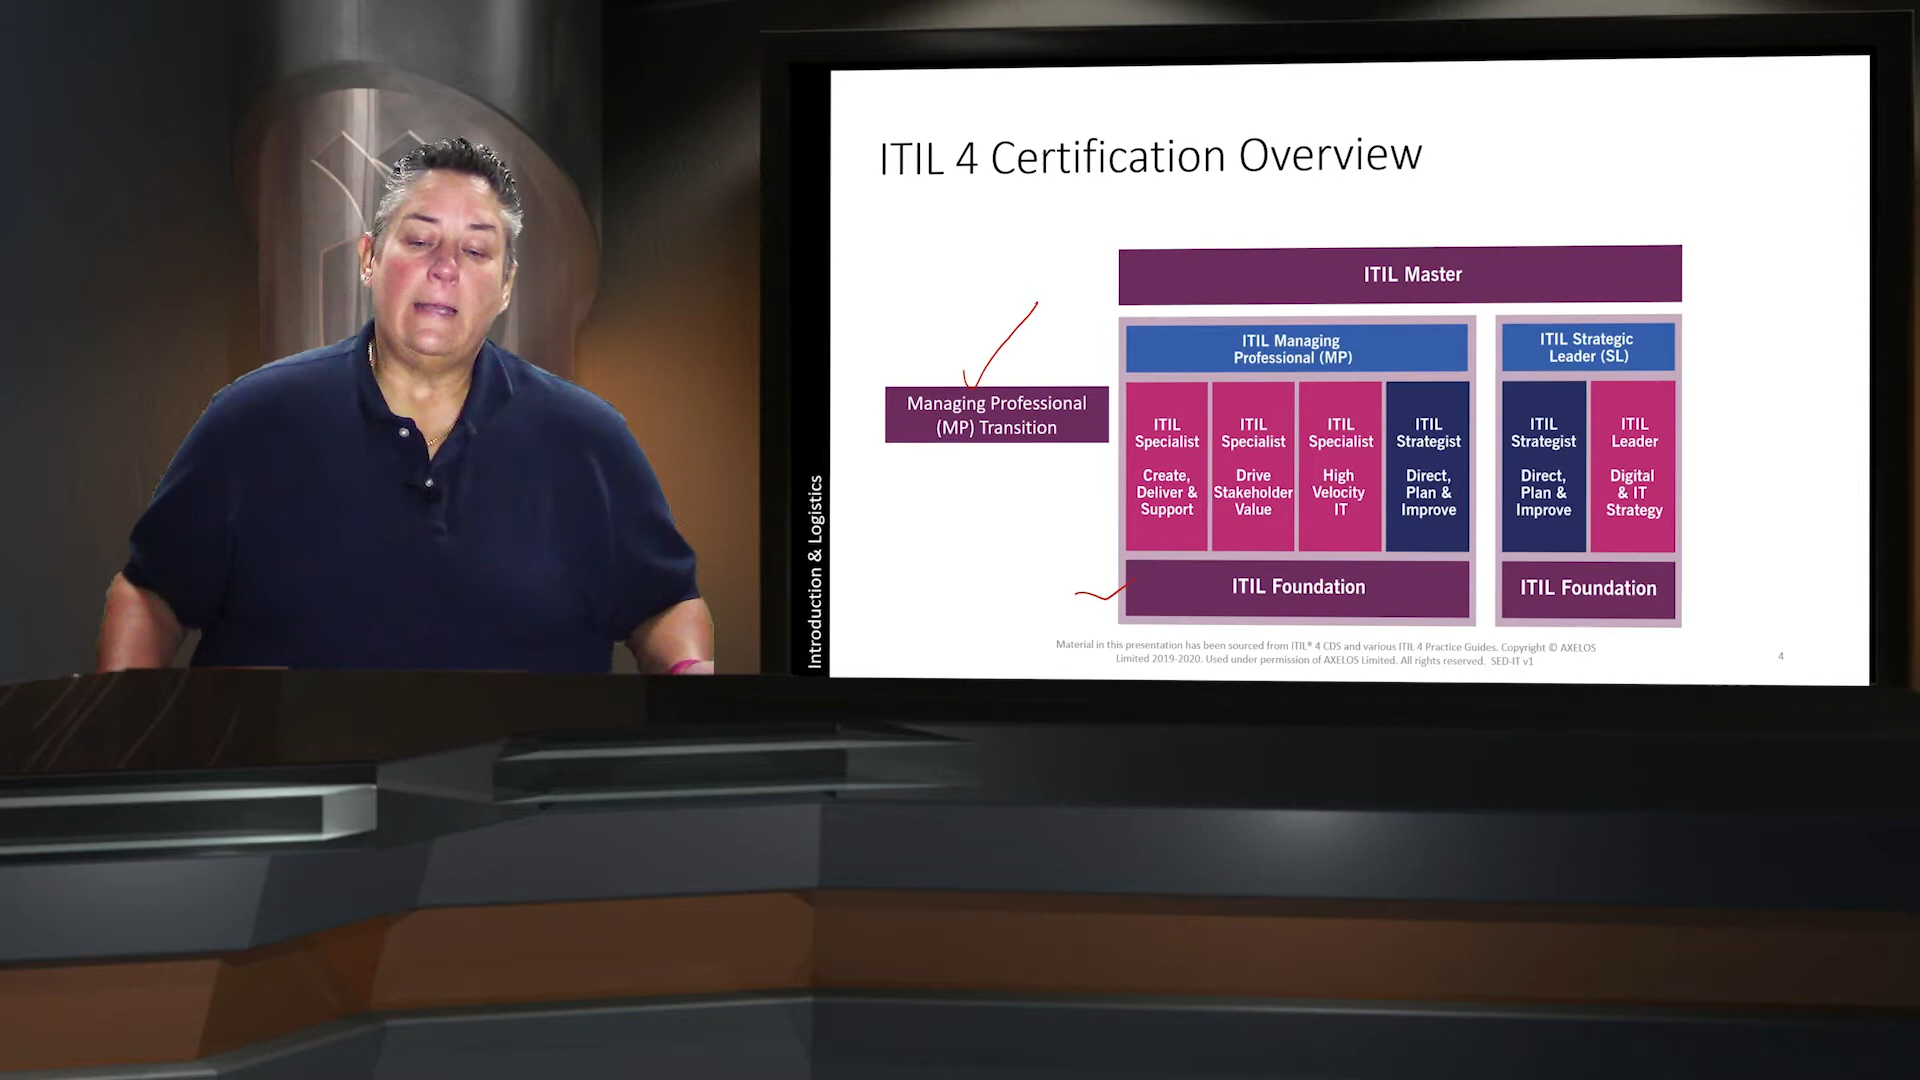 ITIL 4 Certification Overview
ITIL Master
Managing Professional
(MP) Transition
ITIL Managing
Professional (MP)
ITIL
Specialist
Create,
Deliver &
Support
ITIL
Specialist
Drive
Stakeholder
Value
ITIL
Specialist
High
Velocity
IT
ITIL
Strategist
Direct,
Plan &
Improve
ITIL Foundation
ITIL Strategic
Leader (SL)
ITIL
Strategist
Direct,
Plan &
Improve
ITIL
Leader
Digital
& IT
Strategy
ITIL Foundation
Introduction & Logistics
Material in this presentation has been sourced from ITIL® 4 CDS and various ITIL 4 Practice Guides. Copyright © AXELOS
Limited 2019-2020. Used under permission of AXELOS Limited. All rights reserved. SED-IT v1
4